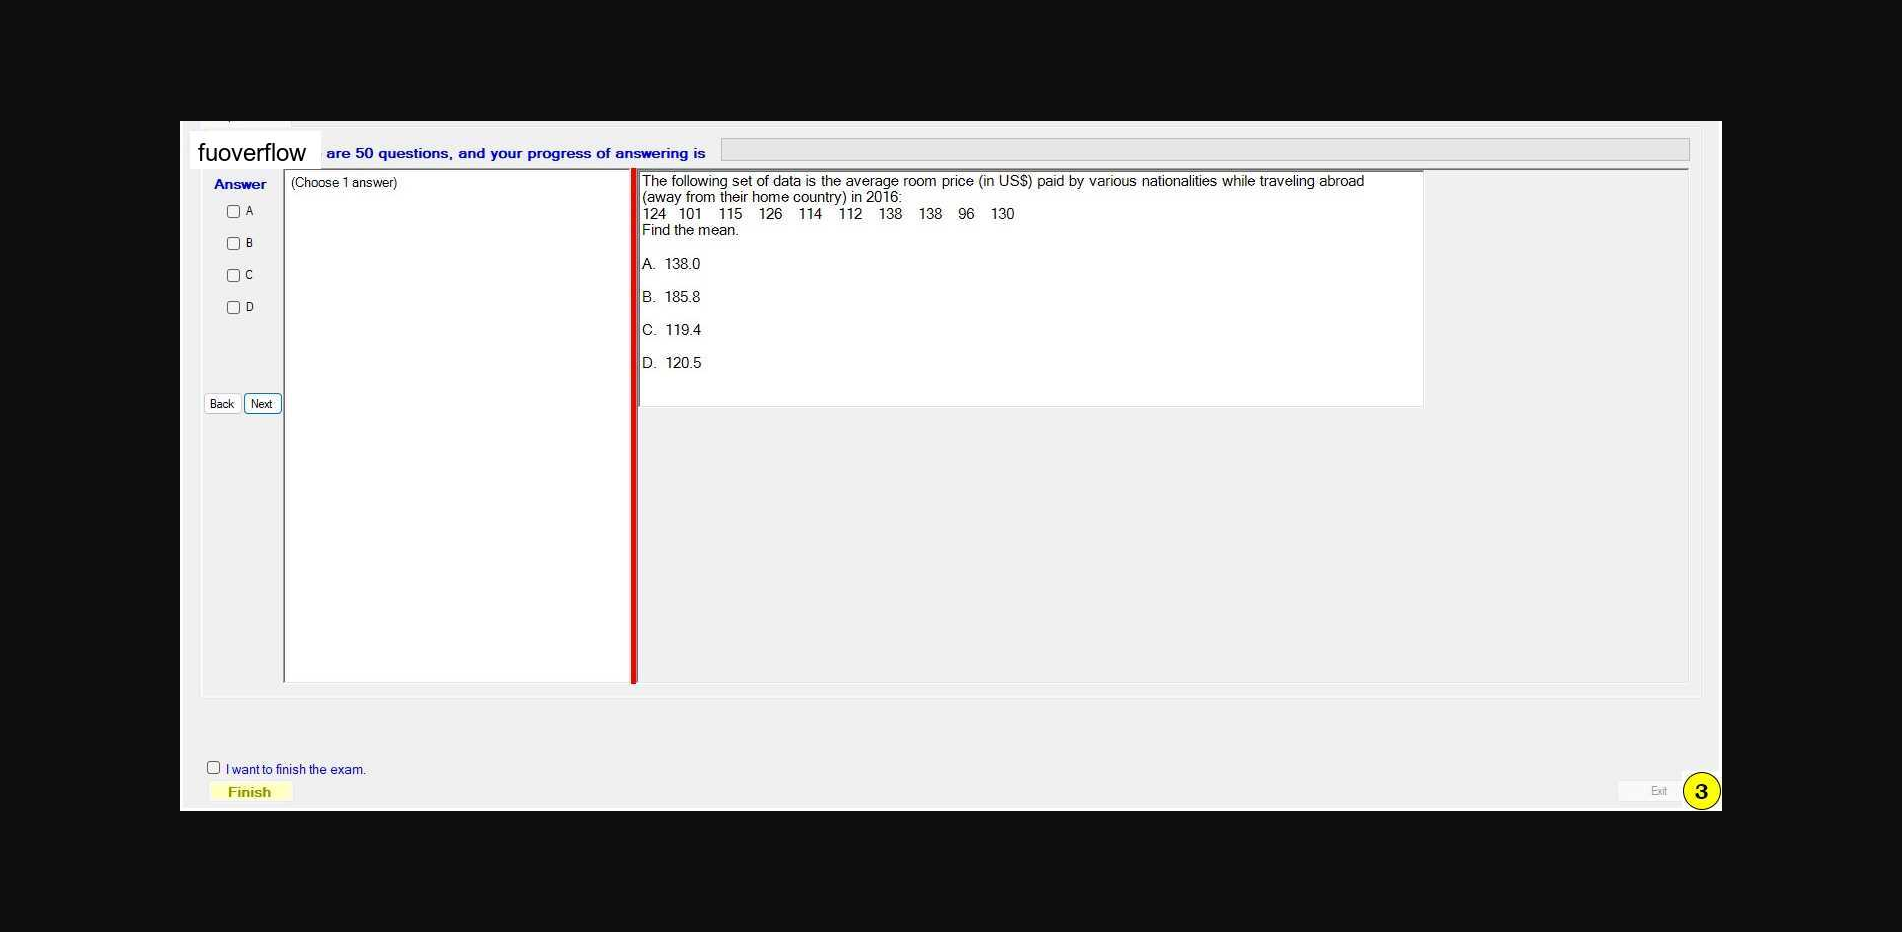 fuoverflow are 50 questions, and your progress of answering is
Answer
A
B
C
D
Back Next
(Choose 1 answer)
The following set of data is the average room price (in US$) paid by various nationalities while traveling abroad
(away from their home country) in 2016:
124 101 115 126 114 112 138 138 96 130
Find the mean.
A. 138.0
B. 185.8
C. 119.4
D. 120.5
I want to finish the exam.
Finish
Exit
3